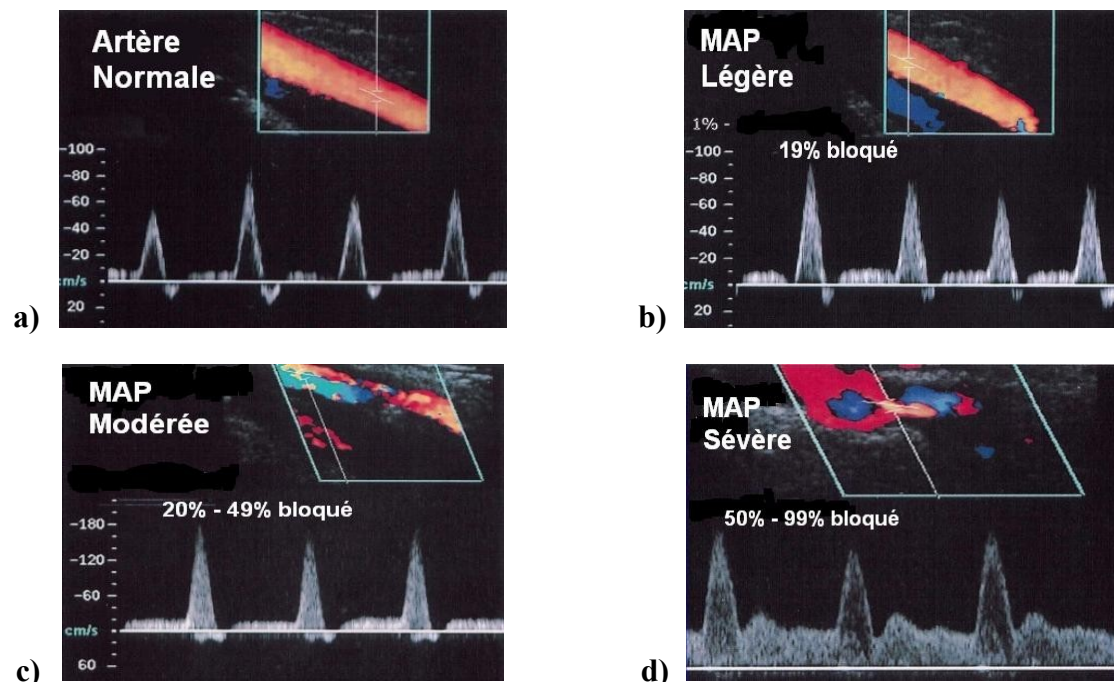 Artère
Normale
-100
-80
-60
-40
-20
cm/s
20
a)
MAP
Légère
1%-
19% bloqué
-100
-80
-60
-40
-20
cm/s
20
b)
MAP
Modérée
20% - 49% bloqué
-180
-120
-60
cm/s
60
c)
MAP
Sévère
50% - 99% bloqué
d)